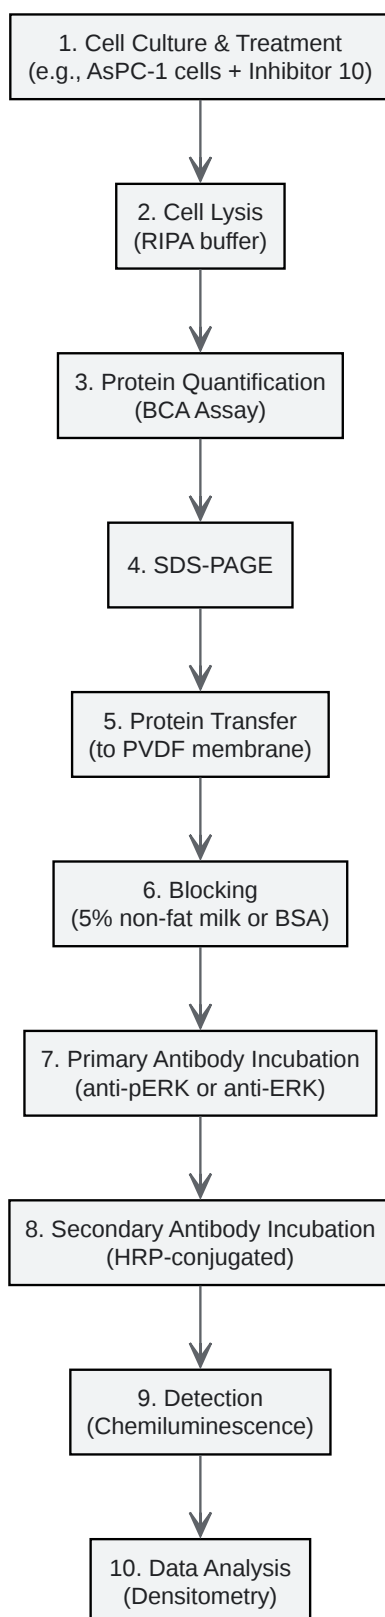 1. Cell Culture & Treatment
(e.g., AsPC-1 cells + Inhibitor 10)
2. Cell Lysis
(RIPA buffer)
3. Protein Quantification
(BCA Assay)
4. SDS-PAGE
5. Protein Transfer
(to PVDF membrane)
6. Blocking
(5% non-fat milk or BSA)
7. Primary Antibody Incubation
(anti-pERK or anti-ERK)
8. Secondary Antibody Incubation
(HRP-conjugated)
9. Detection
(Chemiluminescence)
10. Data Analysis
(Densitometry)